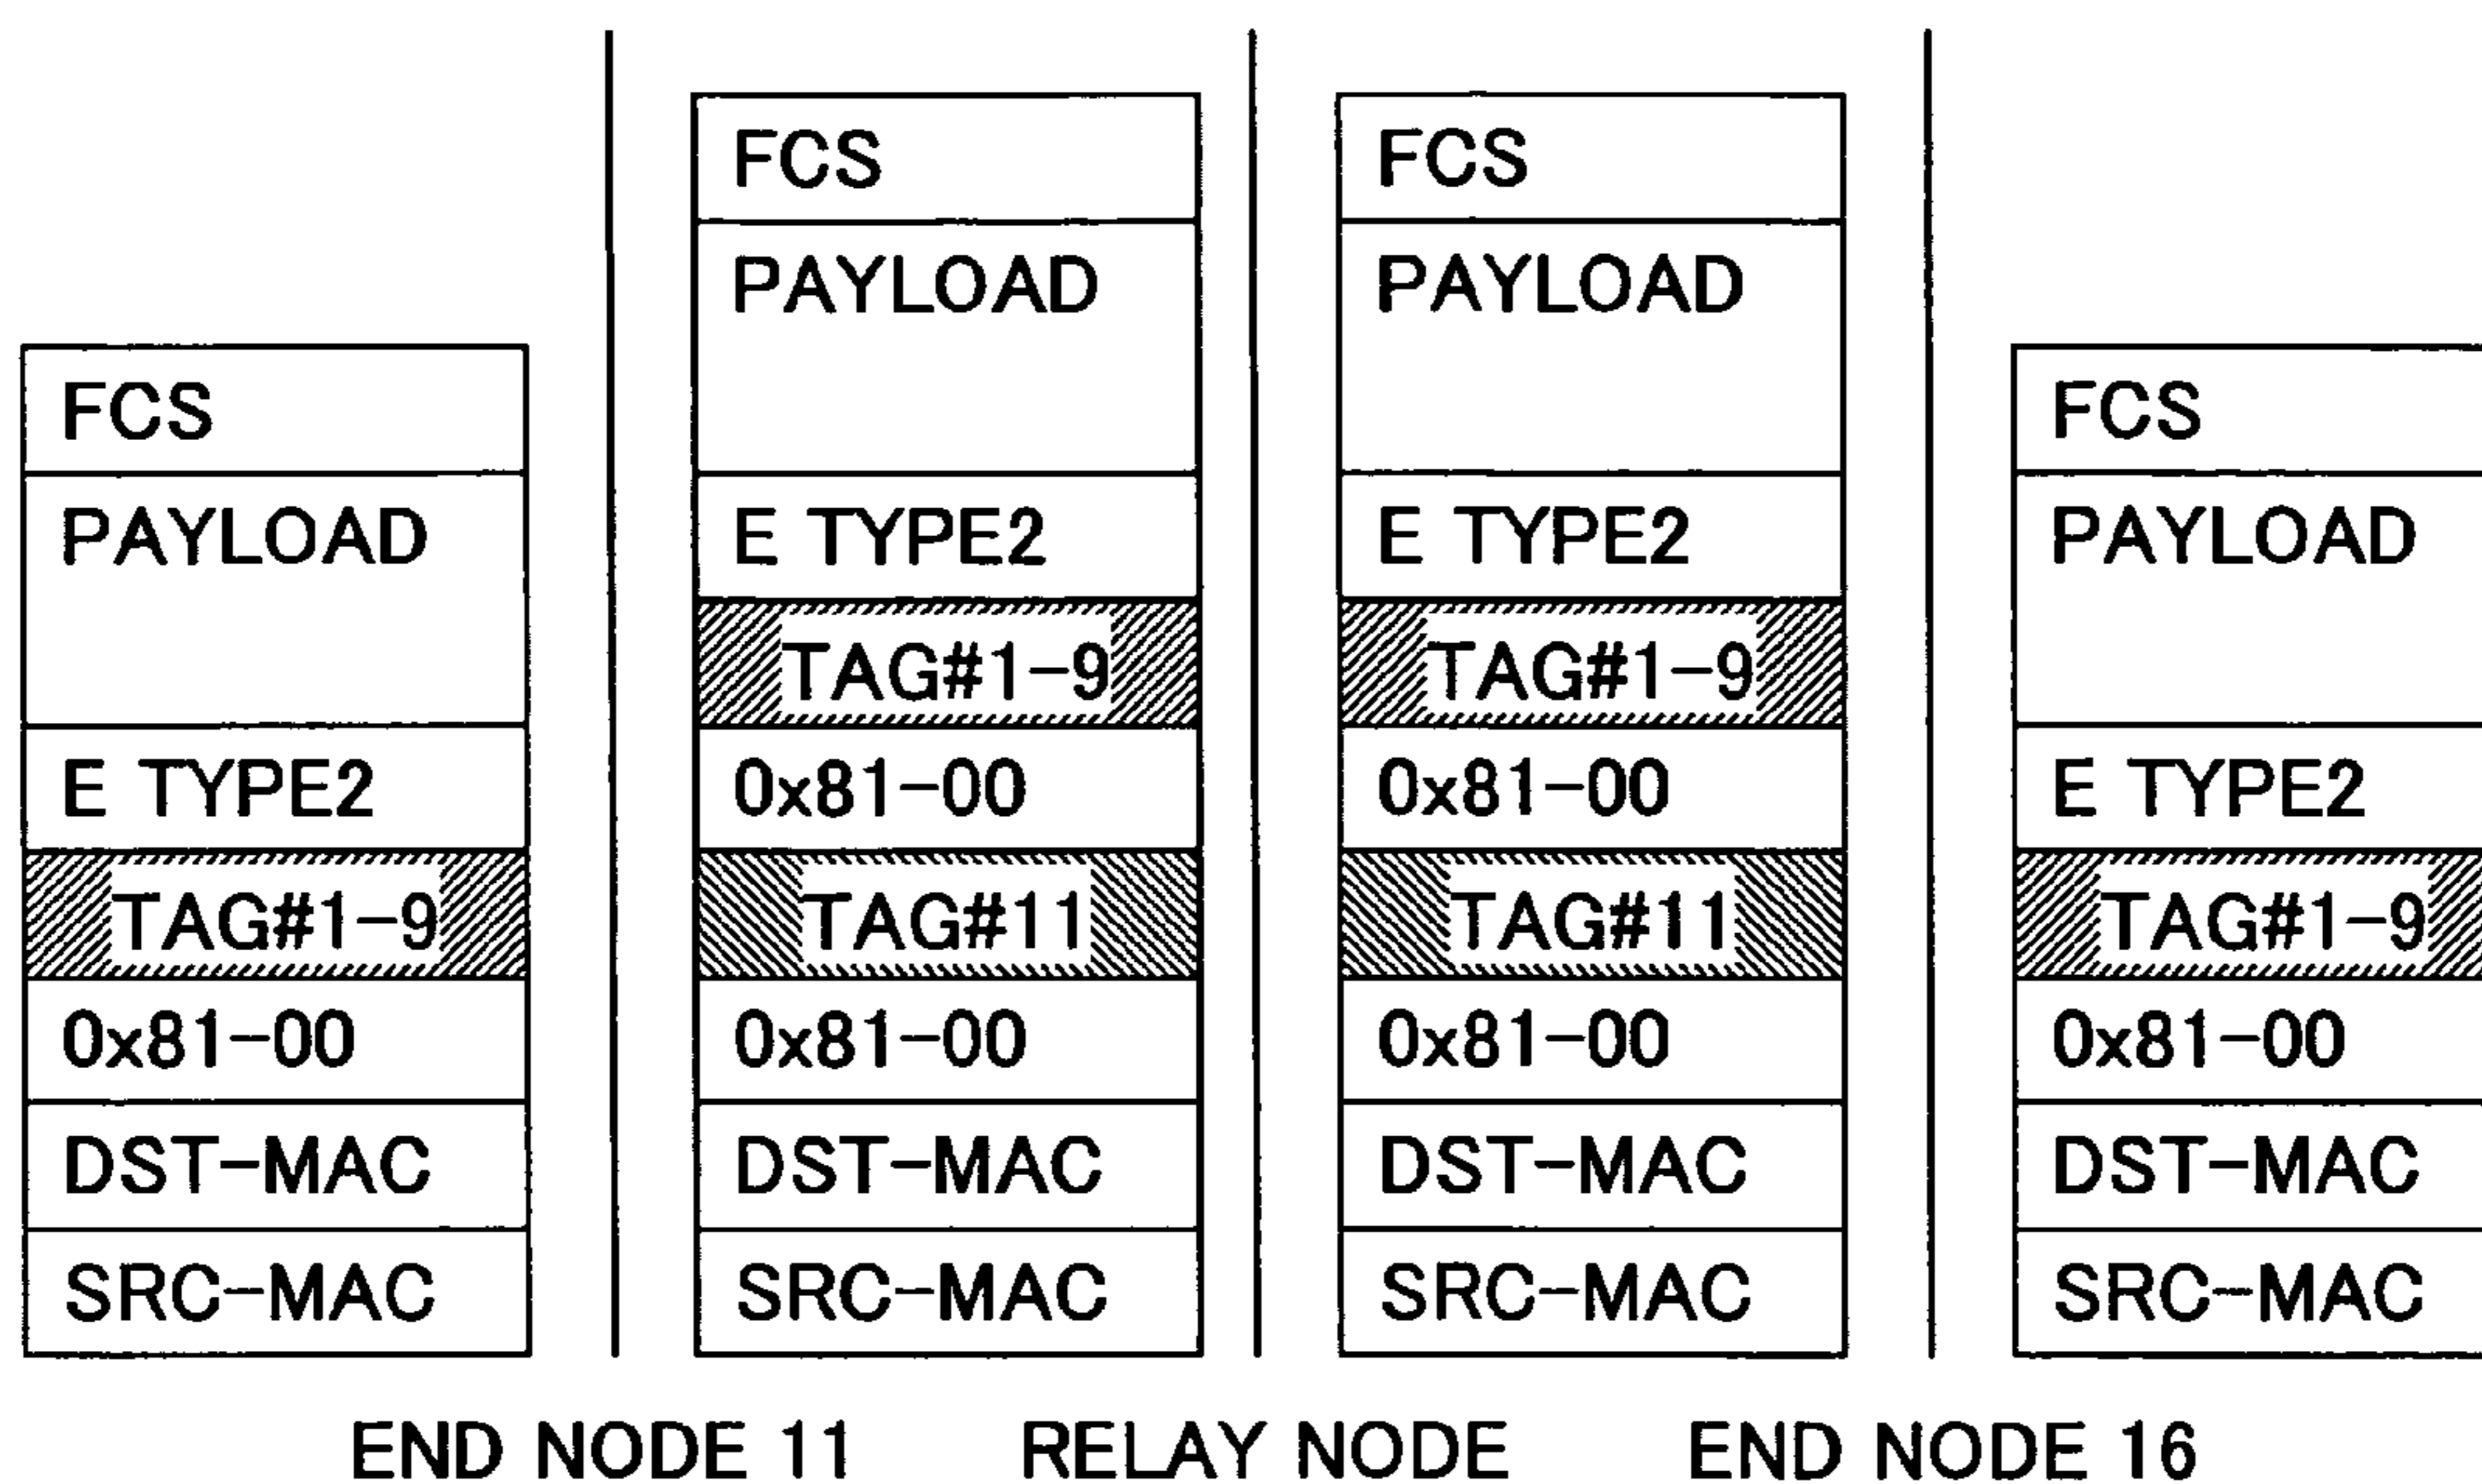 FCS
PAYLOAD
E TYPE2
TAG#1-9
0x81-00
DST-MAC
SRC-MAC
FCS
PAYLOAD
E TYPE2
TAG#1-9
0x81-00
TAG#11
0x81-00
DST-MAC
SRC-MAC
FCS
PAYLOAD
E TYPE2
TAG#1-9
0x81-00
TAG#11
0x81-00
DST-MAC
SRC-MAC
FCS
PAYLOAD
E TYPE2
TAG#1-9
0x81-00
DST-MAC
SRC-MAC
END NODE 11
RELAY NODE
END NODE 16